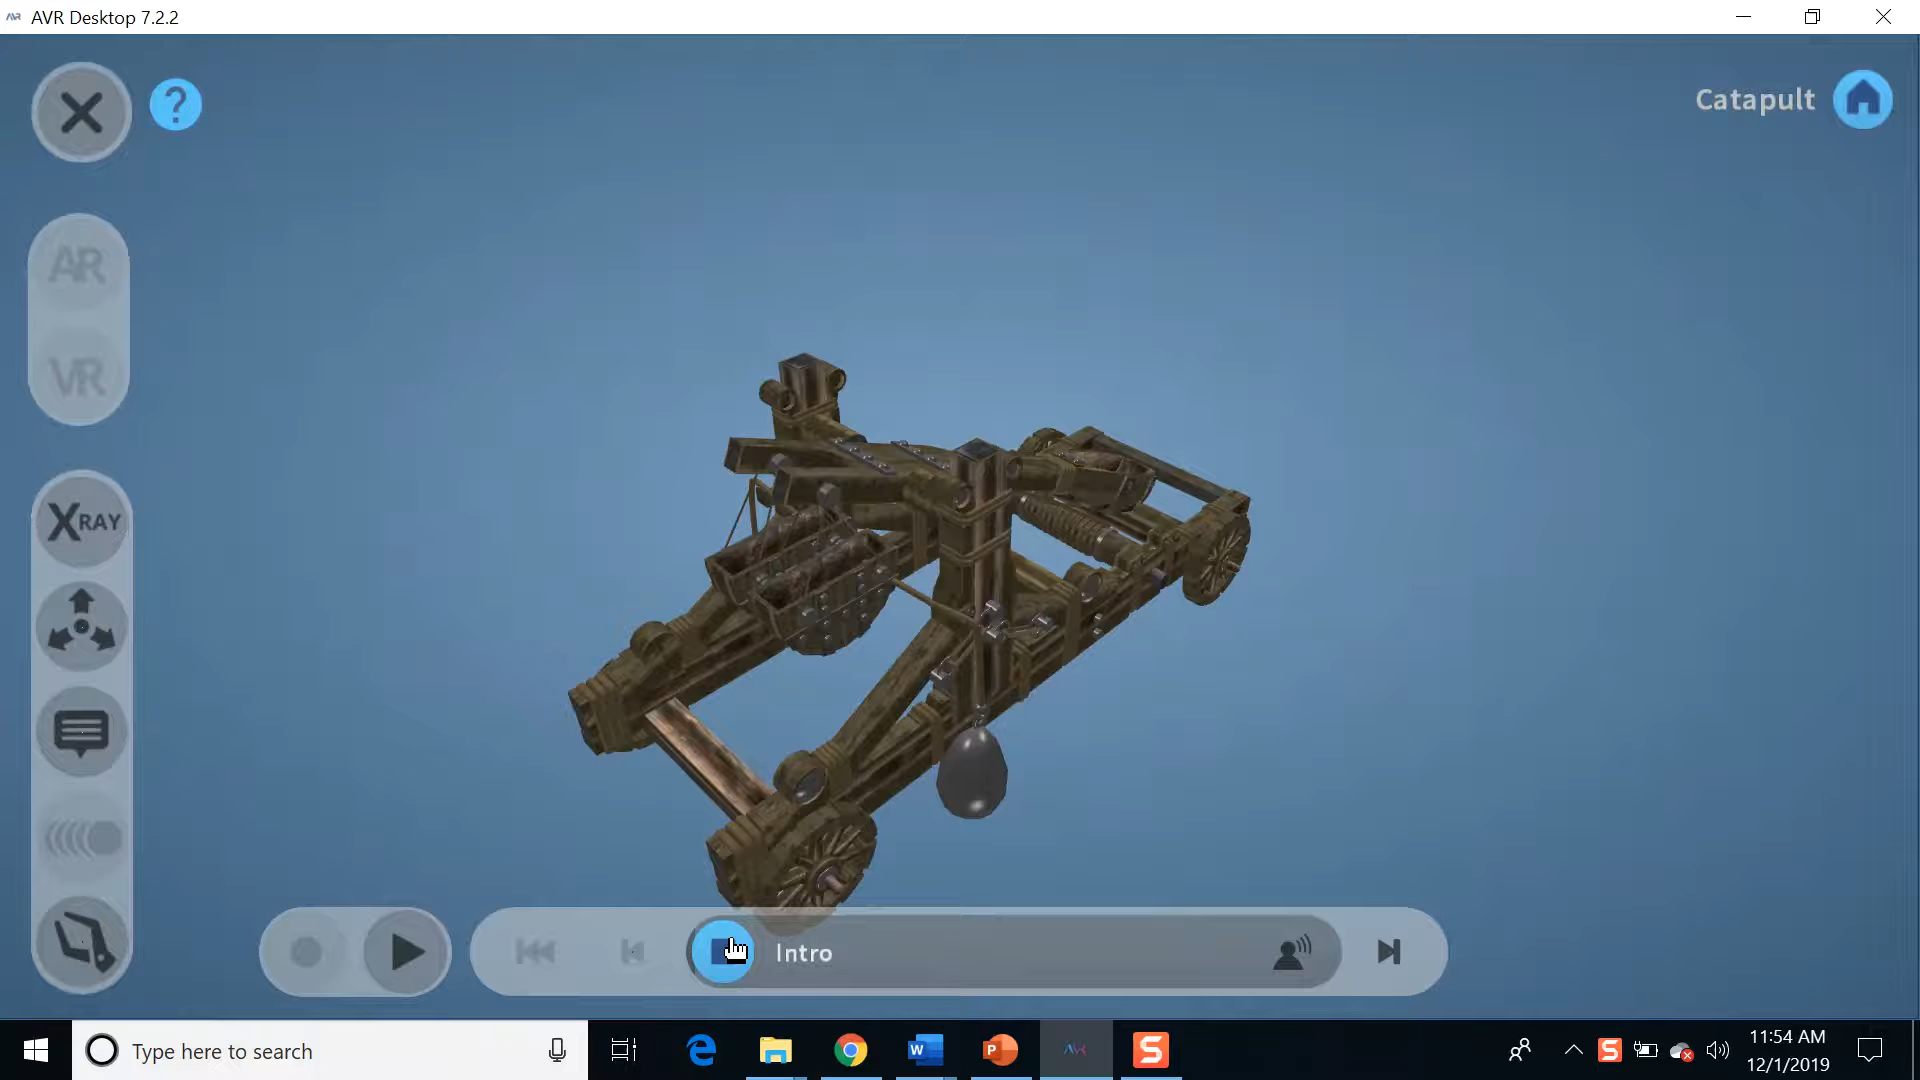 AVR Desktop 7.2.2
?
Catapult
AR
VR
XRAY
Intro
Type here to search
11:54 AM
12/1/2019